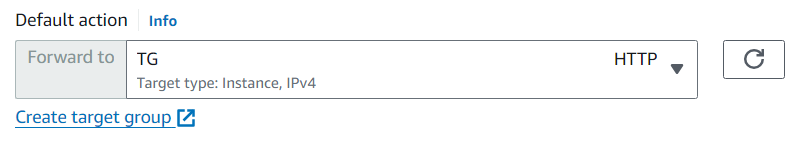 Default action Info
Forward to TG HTTP
Target type: Instance, IPv4
Create target group